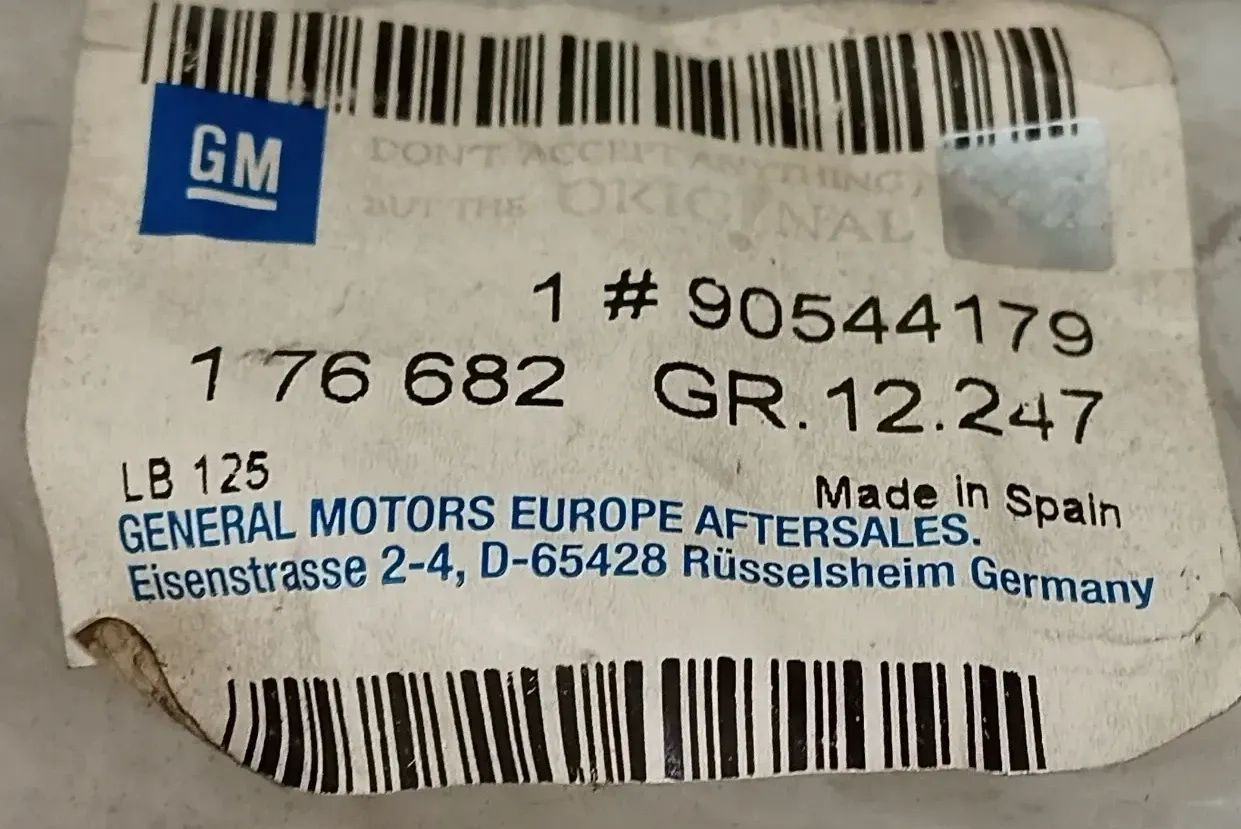 GM
DON'T ACCEPT ANYTHING,
BUT THE ORIGINAL
1 # 90544179
1 76 682 GR.12.247
LB 125
Made in Spain
GENERAL MOTORS EUROPE AFTERSALES.
Eisenstrasse 2-4, D-65428 Rüsselsheim Germany